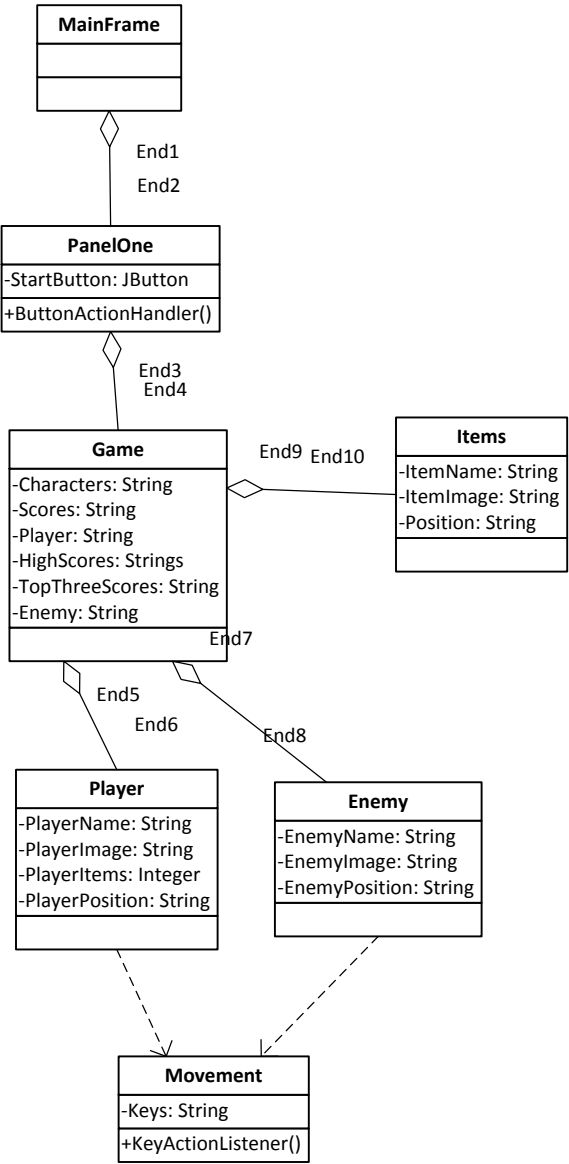 MainFrame
End1
End2
PanelOne
-StartButton: JButton
+ButtonActionHandler()
End3
End4
Game
-Characters: String
-Scores: String
-Player: String
-HighScores: Strings
-TopThreeScores: String
-Enemy: String
End9 End10
Items
-ItemName: String
-ItemImage: String
-Position: String
End7
End5
End6
End8
Player
-PlayerName: String
-PlayerImage: String
-PlayerItems: Integer
-PlayerPosition: String
Enemy
-EnemyName: String
-EnemyImage: String
-EnemyPosition: String
Movement
-Keys: String
+KeyActionListener()